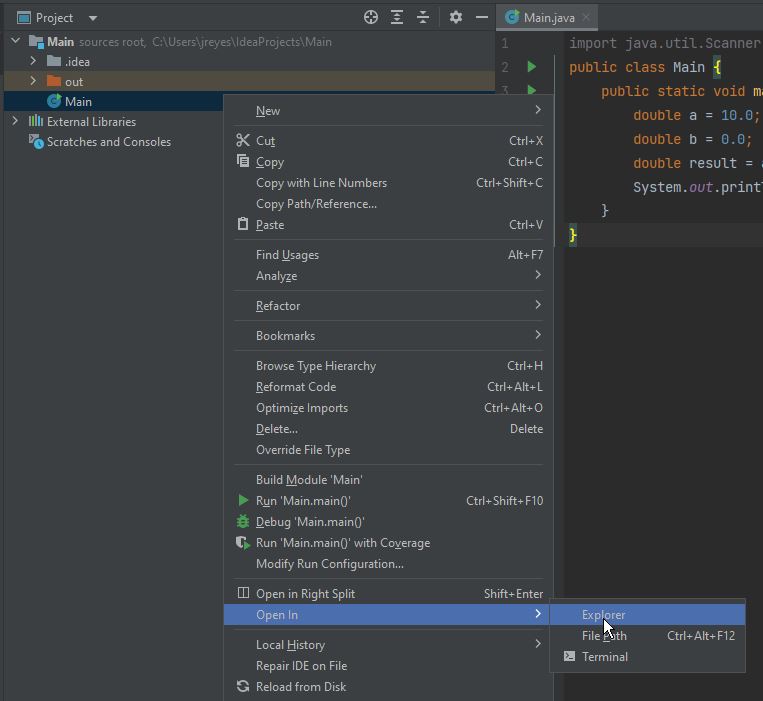 Project
Main.java
Main sources root, C:\Users\jreyes\IdeaProjects\Main
.idea
out
Main
External Libraries
Scratches and Consoles
1 import java.util.Scanner
2 public class Main {
3 public static void
double a = 10.0;
double b = 0.0;
double result =
System.out.
}
}
New
Cut Ctrl+X
Copy Ctrl+C
Copy with Line Numbers Ctrl+Shift+C
Copy Path/Reference...
Paste Ctrl+V
Find Usages Alt+F7
Analyze
Refactor
Bookmarks
Browse Type Hierarchy Ctrl+H
Reformat Code Ctrl+Alt+L
Optimize Imports Ctrl+Alt+O
Delete... Delete
Override File Type
Build Module 'Main'
Run 'Main.main()' Ctrl+Shift+F10
Debug 'Main.main()'
Run 'Main.main()' with Coverage
Modify Run Configuration...
Open in Right Split Shift+Enter
Open In
Explorer
File Path Ctrl+Alt+F12
Terminal
Local History
Repair IDE on File
Reload from Disk